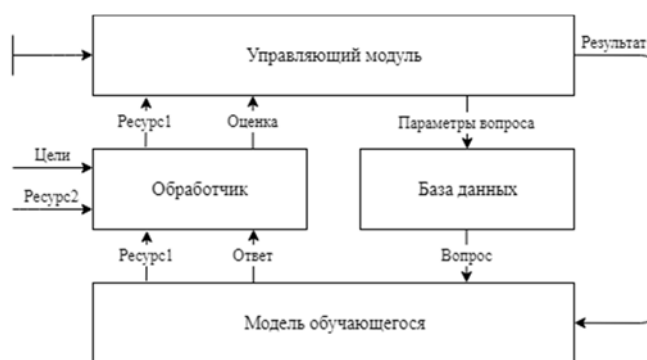 Управляющий модуль
Результат
Ресурс1
Оценка
Параметры вопроса
Цели
Ресурс2
Обработчик
База данных
Ресурс1
Ответ
Вопрос
Модель обучающегося